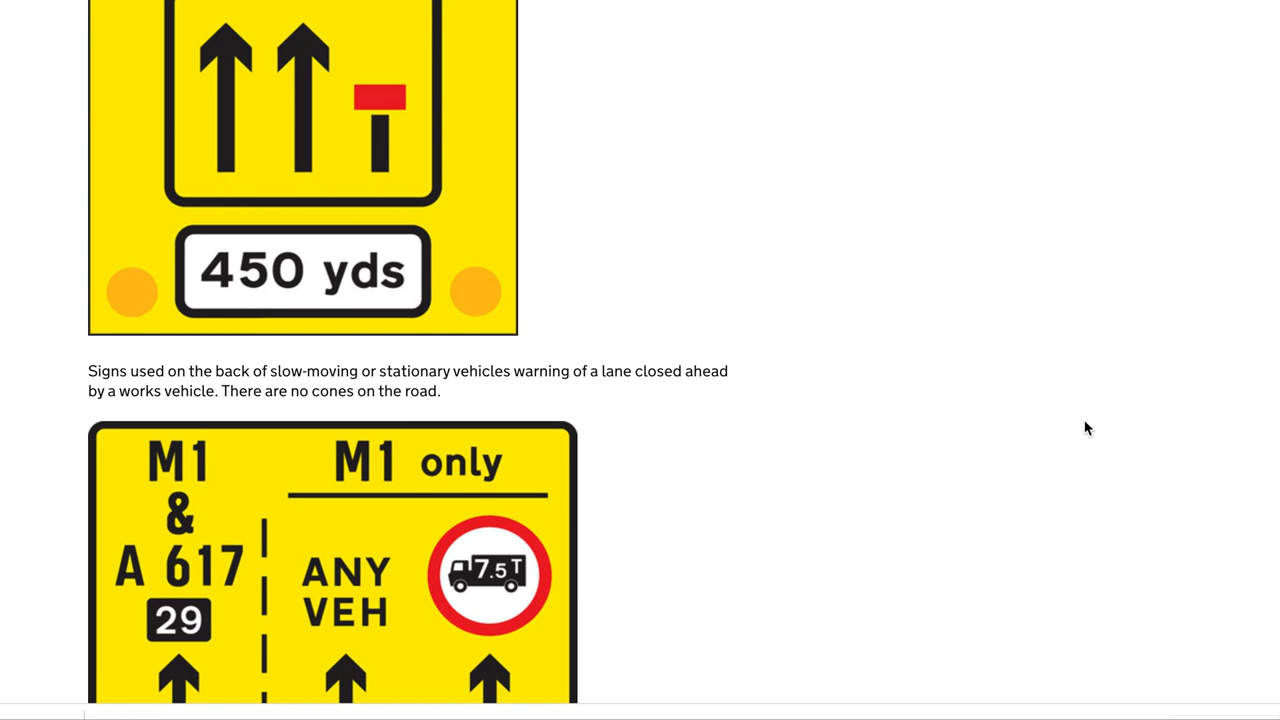 450 yds
Signs used on the back of slow-moving or stationary vehicles warning of a lane closed ahead
by a works vehicle. There are no cones on the road.
M1
&
A 617
29
M1 only
ANY
VEH
7.5T